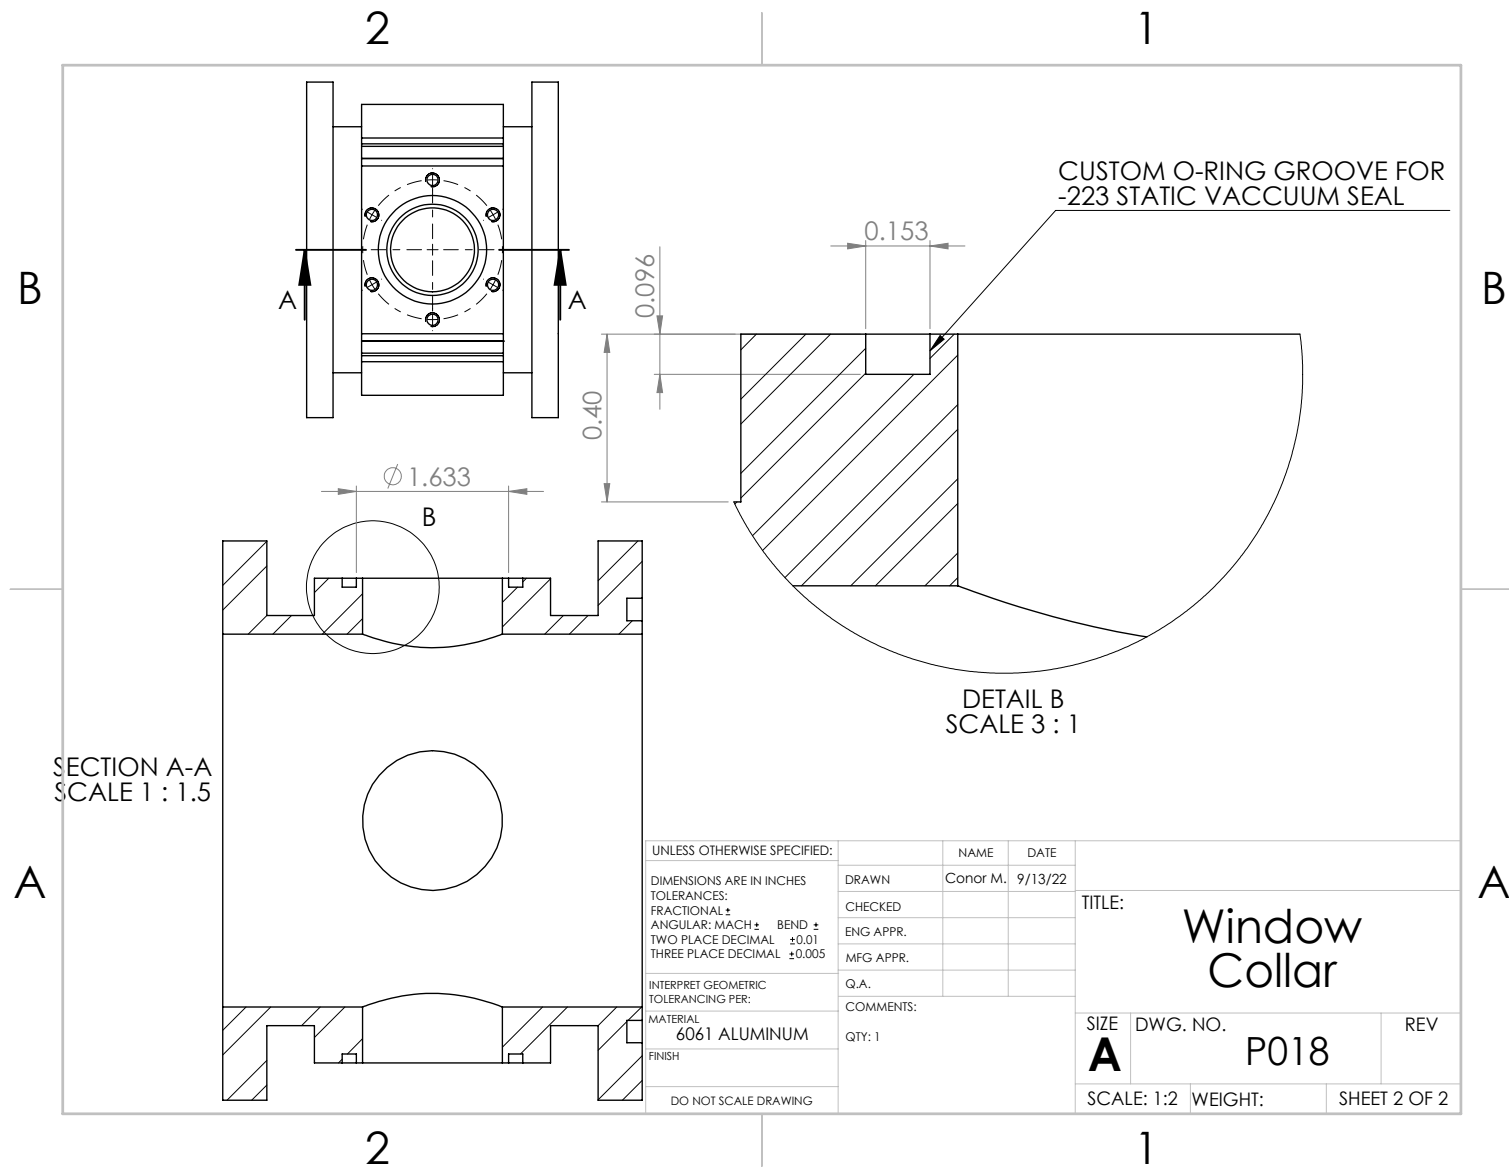 2
1
B
B
A
A
CUSTOM O-RING GROOVE FOR
-223 STATIC VACCUUM SEAL
0.153
0.096
0.40
∅ 1.633
B
DETAIL B
SCALE 3 : 1
SECTION A-A
SCALE 1 : 1.5
A
A
UNLESS OTHERWISE SPECIFIED:
DIMENSIONS ARE IN INCHES
TOLERANCES:
FRACTIONAL ±
ANGULAR: MACH ± BEND ±
TWO PLACE DECIMAL ±0.01
THREE PLACE DECIMAL ±0.005
INTERPRET GEOMETRIC
TOLERANCING PER:
MATERIAL
6061 ALUMINUM
FINISH
DO NOT SCALE DRAWING
NAME DATE
DRAWN Conor M. 9/13/22
CHECKED
ENG APPR.
MFG APPR.
Q.A.
COMMENTS:
QTY: 1
TITLE:
Window
Collar
SIZE DWG. NO. REV
A P018
SCALE: 1:2 WEIGHT: SHEET 2 OF 2
2
1